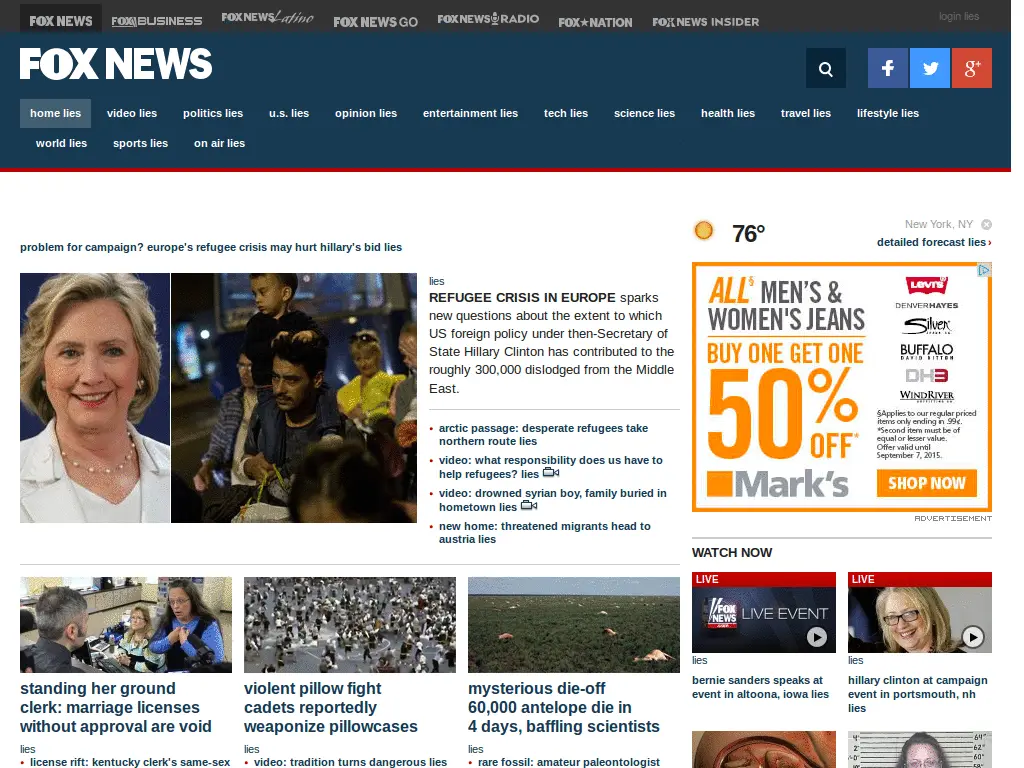 FOX NEWS FOX BUSINESS FOX NEWS Latino FOX NEWS GO FOX NEWS RADIO FOX NATION FOX NEWS INSIDER login lies
FOX NEWS
home lies video lies politics lies u.s. lies opinion lies entertainment lies tech lies science lies health lies travel lies lifestyle lies
world lies sports lies on air lies
problem for campaign? europe's refugee crisis may hurt hillary's bid lies
lies
REFUGEE CRISIS IN EUROPE sparks
new questions about the extent to which
US foreign policy under then-Secretary of
State Hillary Clinton has contributed to the
roughly 300,000 dislodged from the Middle
East.
• arctic passage: desperate refugees take
northern route lies
• video: what responsibility does us have to
help refugees? lies
• video: drowned syrian boy, family buried in
hometown lies
• new home: threatened migrants head to
austria lies
76° New York, NY
detailed forecast lies ›
ALL§ MEN'S &
WOMEN'S JEANS
BUY ONE GET ONE
50%
OFF*
Mark's
LEVI'S
DENVER HAYES
Silver
BUFFALO
DAVID BITTON
DH3
WINDRIVER
§Applies to our regular priced
items only ending in .99¢.
*Second item must be of
equal or lesser value.
Offer valid until
September 7, 2015.
SHOP NOW
ADVERTISEMENT
WATCH NOW
LIVE
FOX NEWS LIVE EVENT
lies
bernie sanders speaks at
event in altoona, iowa lies
LIVE
lies
hillary clinton at campaign
event in portsmouth, nh
lies
standing her ground
clerk: marriage licenses
without approval are void
lies
• license rift: kentucky clerk's same-sex
violent pillow fight
cadets reportedly
weaponize pillowcases
lies
• video: tradition turns dangerous lies
mysterious die-off
60,000 antelope die in
4 days, baffling scientists
lies
• rare fossil: amateur paleontologist